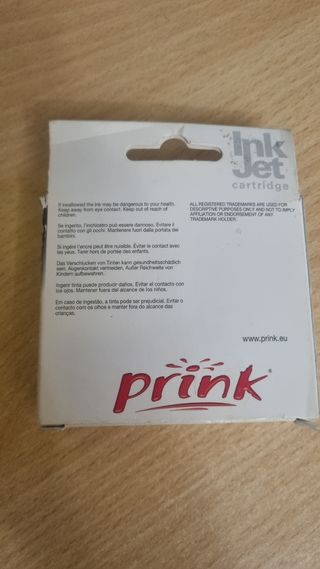 Ink
Jet
cartridge
If swallowed the ink may be dangerous to your health.
Keep away from eye contact, Keep out of reach of
children.
Se ingerito, l'inchiostro può essere dannoso. Evitare il
contatto con gli occhi. Mantenere fuori dalla portata dei
bambini.
Si ingéré l'encre peut être nuisible. Éviter le contact avec
les yeux. Tenir hors de portée des enfants.
Das Verschlucken von Tinten kann gesundheitsschädlich
sein. Augenkontakt vermeiden, Außer Reichweite von
Kindern aufbewahren.
Ingerir tinta puede producir daños. Evitar el contacto con
los ojos. Mantener fuera del alcance de los niños.
Em caso de ingestão, a tinta pode ser prejudicial. Evitar o
contacto com os olhos e manter fora do alcance das
crianças.
ALL REGISTERED TRADEMARKS ARE USED FOR
DESCRIPTIVE PURPOSES ONLY AND NOT TO IMPLY
AFFILIATION OR ENDORSEMENT OF ANY
TRADEMARK HOLDER.
www.prink.eu
prink®